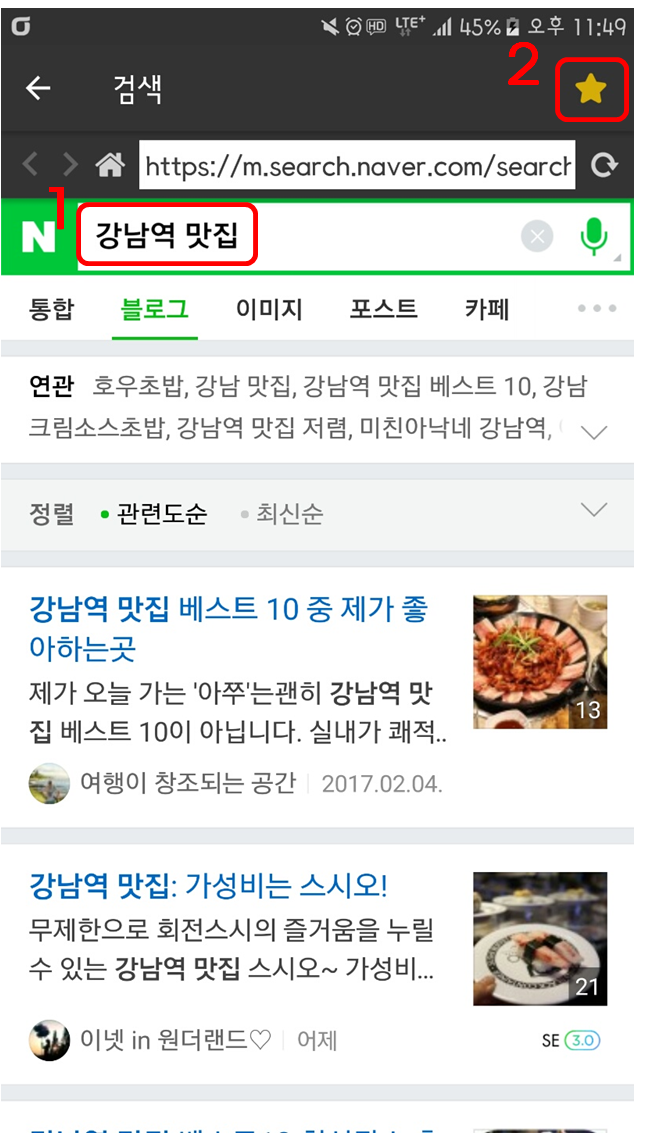 HD LTE+ 45% 오후 11:49
2
검색
https://m.search.naver.com/search
1
N 강남역 맛집
통합 블로그 이미지 포스트 카페
연관 호우초밥, 강남 맛집, 강남역 맛집 베스트 10, 강남
크림소스초밥, 강남역 맛집 저렴, 미친아낙네 강남역,
정렬 관련도순 최신순
강남역 맛집 베스트 10 중 제가 좋
아하는곳
제가 오늘 가는 '아쭈'는괜히 강남역 맛
집 베스트 10이 아닙니다. 실내가 쾌적..
13
여행이 창조되는 공간 2017.02.04.
강남역 맛집: 가성비는 스시오!
무제한으로 회전스시의 즐거움을 누릴
수 있는 강남역 맛집 스시오~ 가성비...
21
이넷 in 원더랜드♡ 어제 SE 3.0